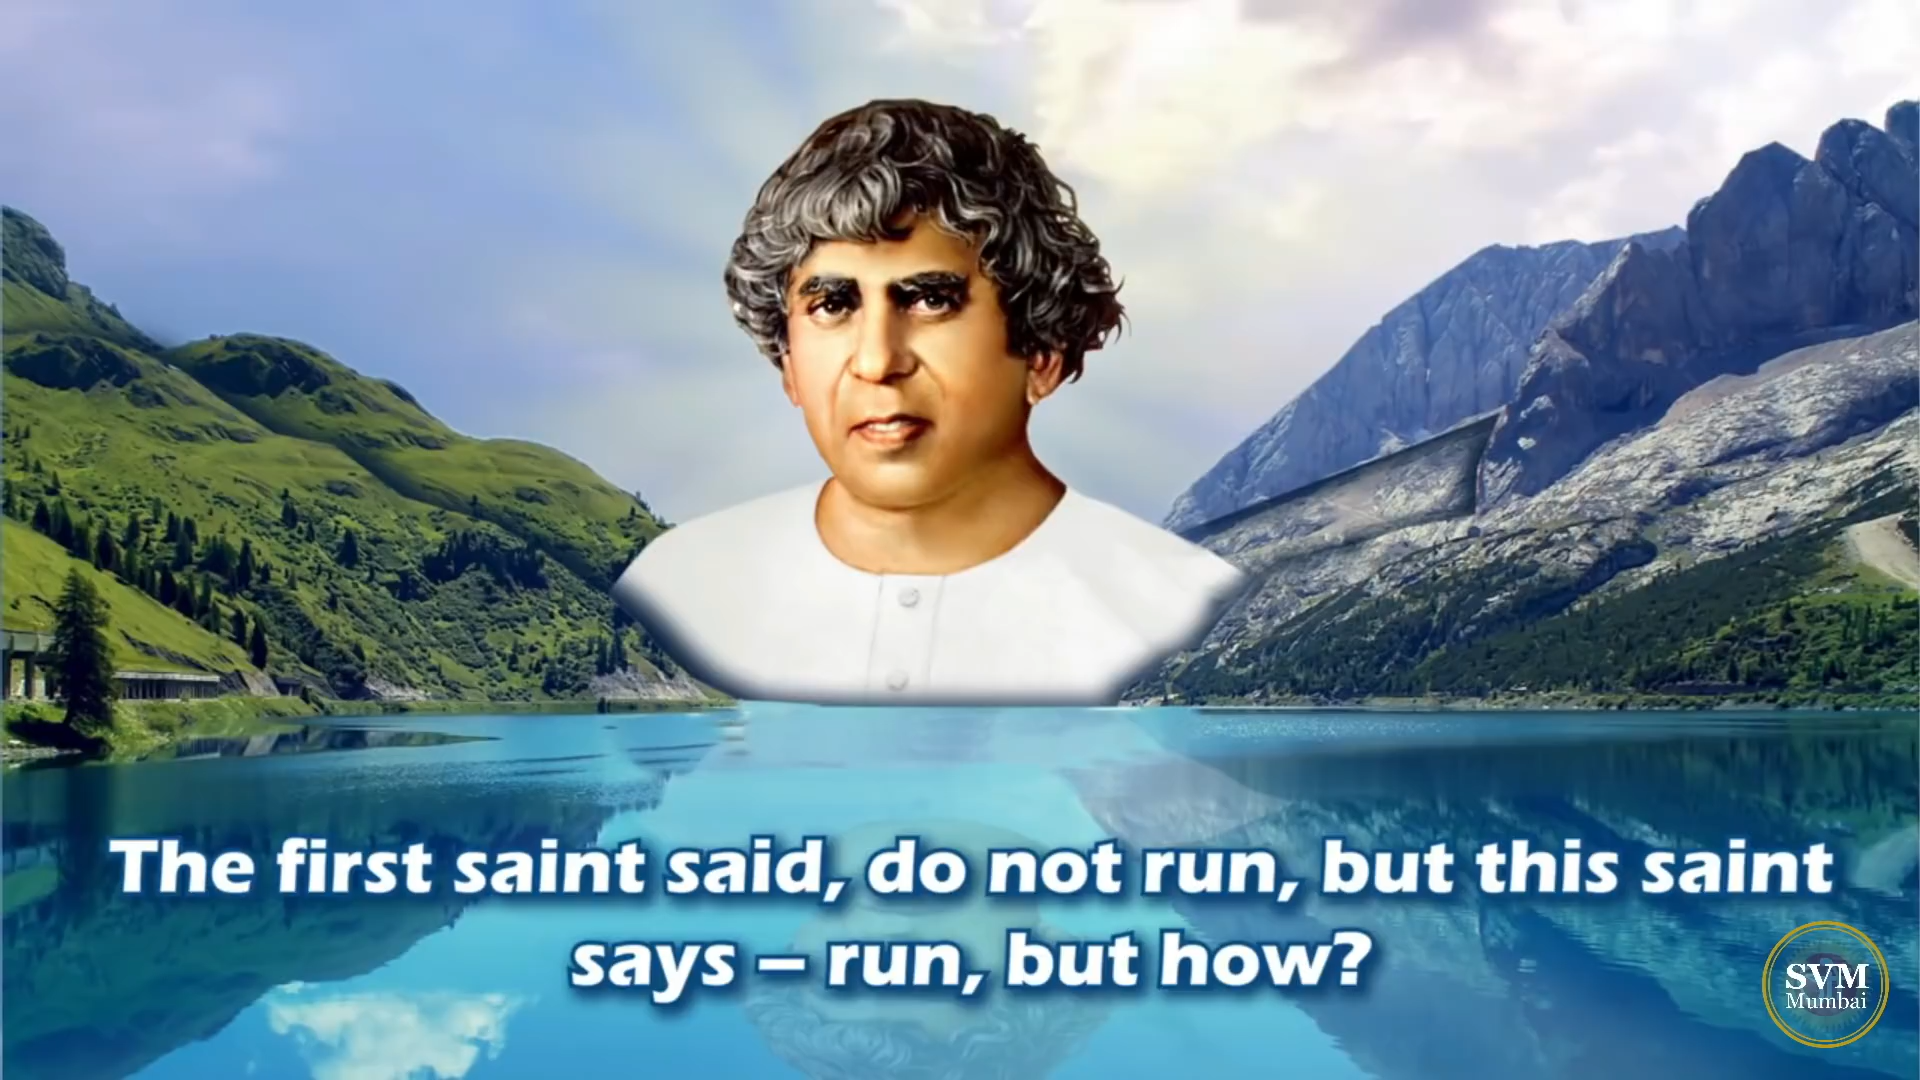 The first saint said, do not run, but this saint
says – run, but how?
SVM
Mumbai